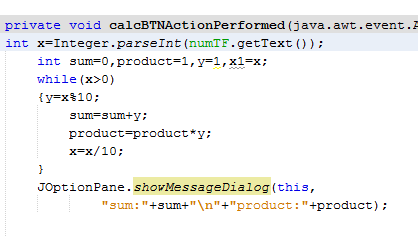 private void calcBTNActionPerformed(java.awt.event.A
int x=Integer.parseInt(numTF.getText());
int sum=0,product=1,y=1,x1=x;
while(x>0)
{y=x%10;
sum=sum+y;
product=product*y;
x=x/10;
}
JOptionPane.showMessageDialog(this,
"sum:"+sum+"\n"+"product:"+product);